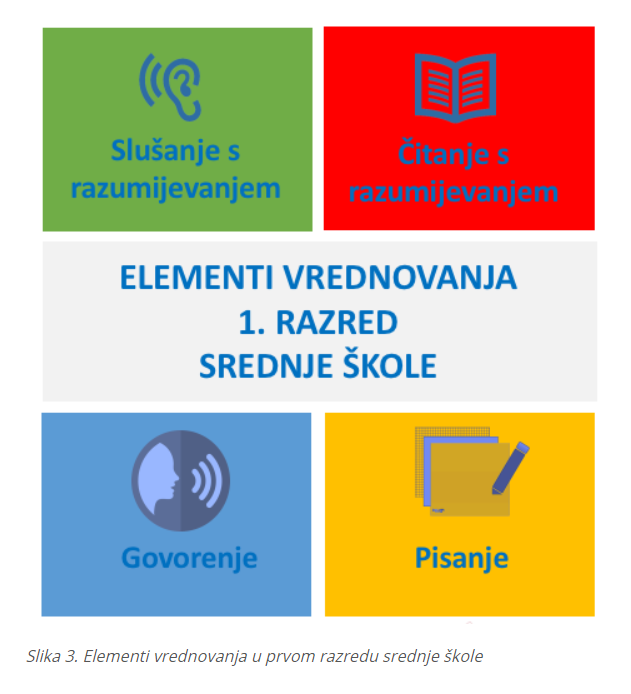 Slušanje s
razumijevanjem
Čitanje s
razumijevanjem
ELEMENTI VREDNOVANJA
1. RAZRED
SREDNJE ŠKOLE
Govorenje
Pisanje
Slika 3. Elementi vrednovanja u prvom razredu srednje škole